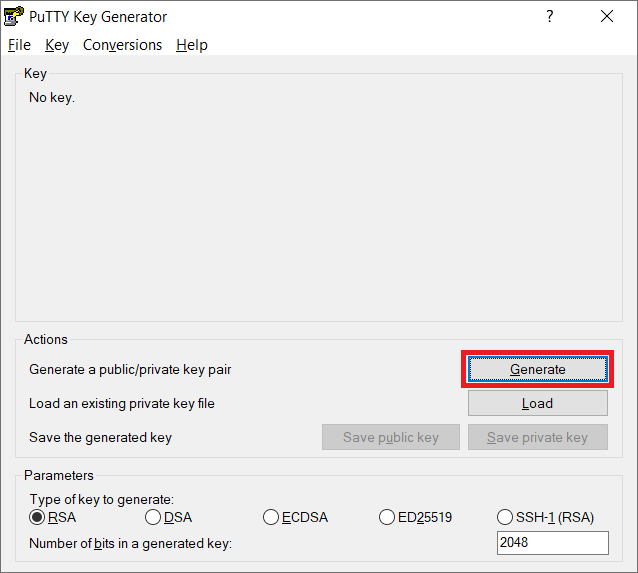 PuTTY Key Generator
?
File Key Conversions Help
Key
No key.
Actions
Generate a public/private key pair
Generate
Load an existing private key file
Load
Save the generated key
Save public key
Save private key
Parameters
Type of key to generate:
RSA DSA ECDSA ED25519 SSH-1 (RSA)
Number of bits in a generated key:
2048